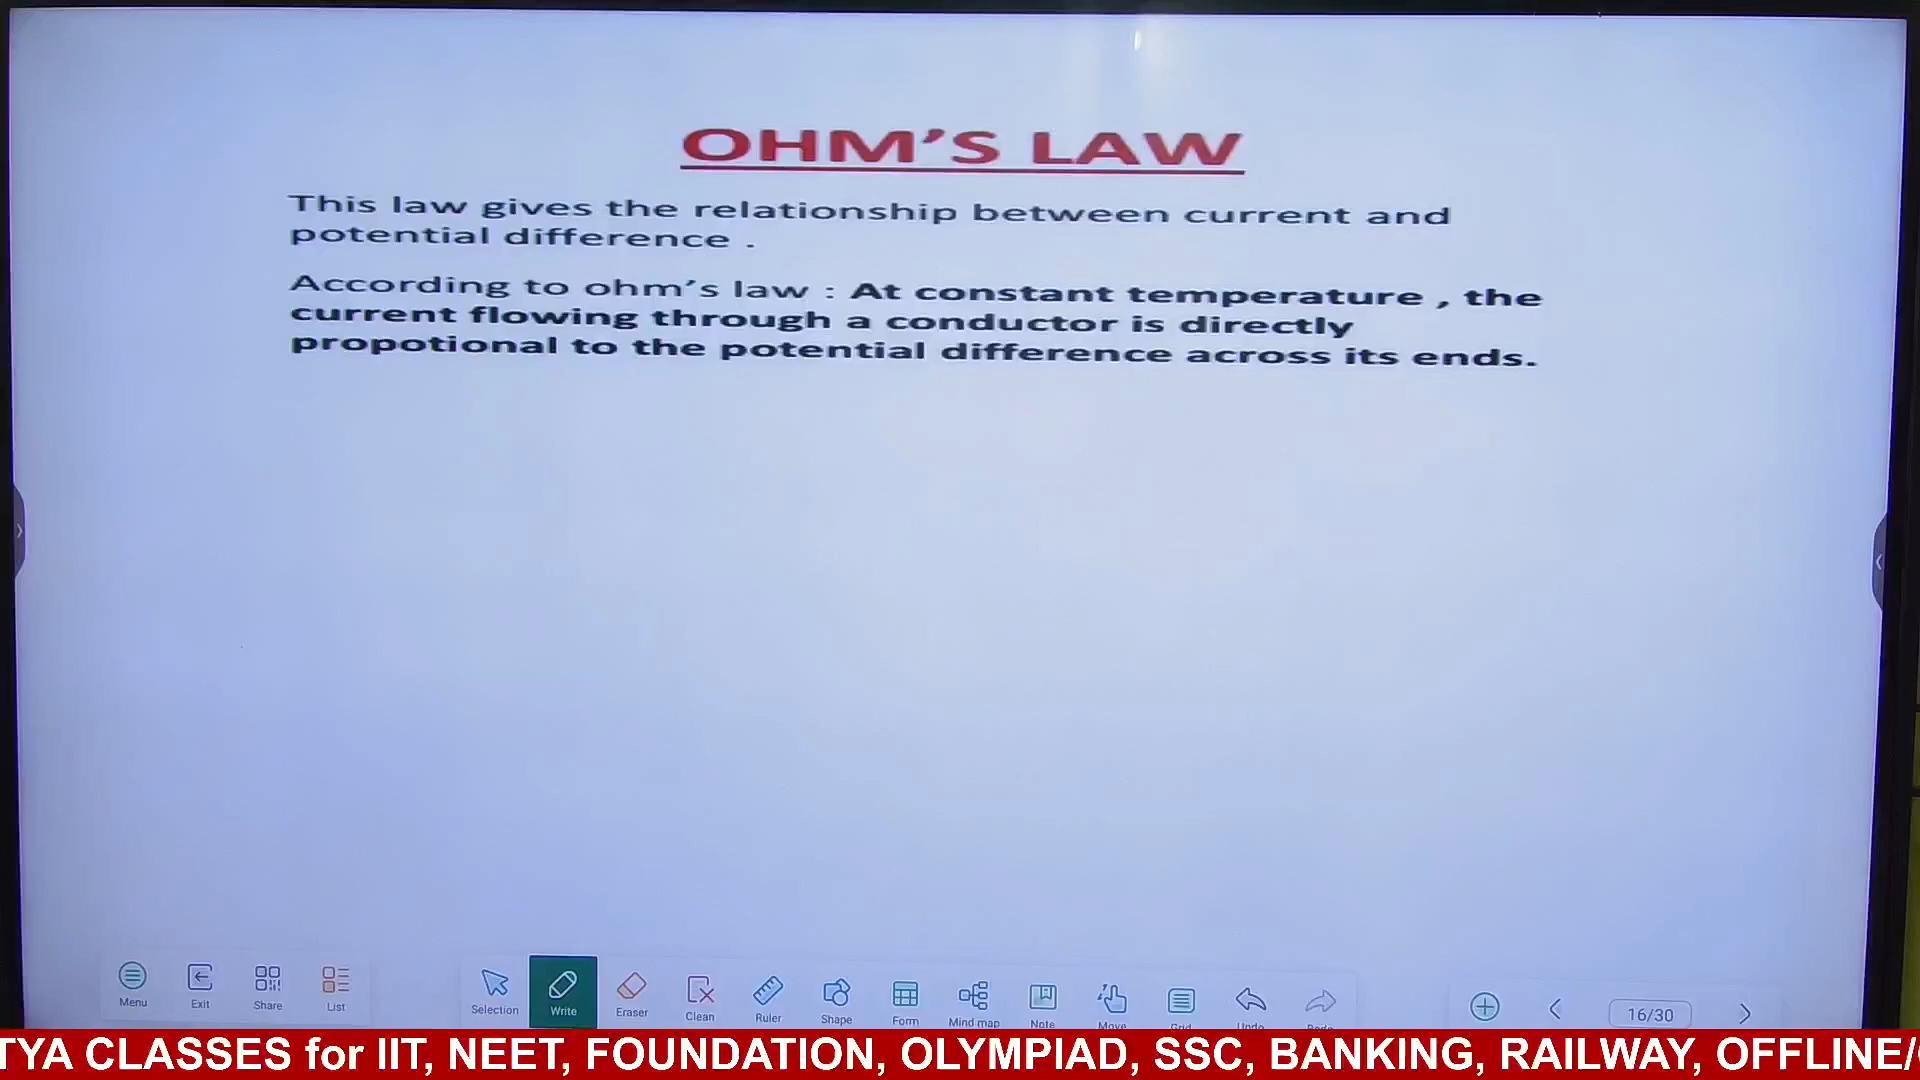 OHM'S LAW
This law gives the relationship between current and
potential difference .
According to ohm's law : At constant temperature , the
current flowing through a conductor is directly
propotional to the potential difference across its ends.
Menu
Exit
Share
List
Selection
Write
Eraser
Clean
Ruler
Shape
Form
Mind map
Note
Move
Grid
Undo
Redo
16/30
TYA CLASSES for IIT, NEET, FOUNDATION, OLYMPIAD, SSC, BANKING, RAILWAY, OFFLINE/